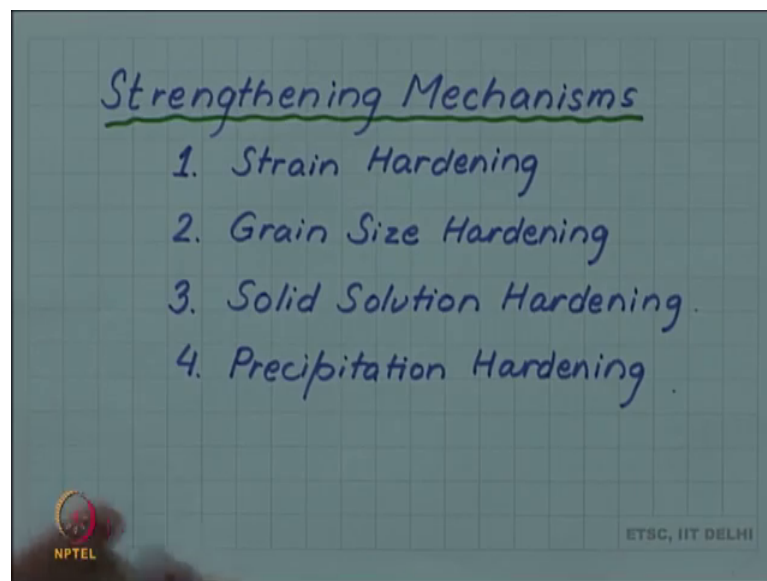 Strengthening Mechanisms
1. Strain Hardening
2. Grain Size Hardening
3. Solid Solution Hardening.
4. Precipitation Hardening.
NPTEL
ETSC, IIT DELHI